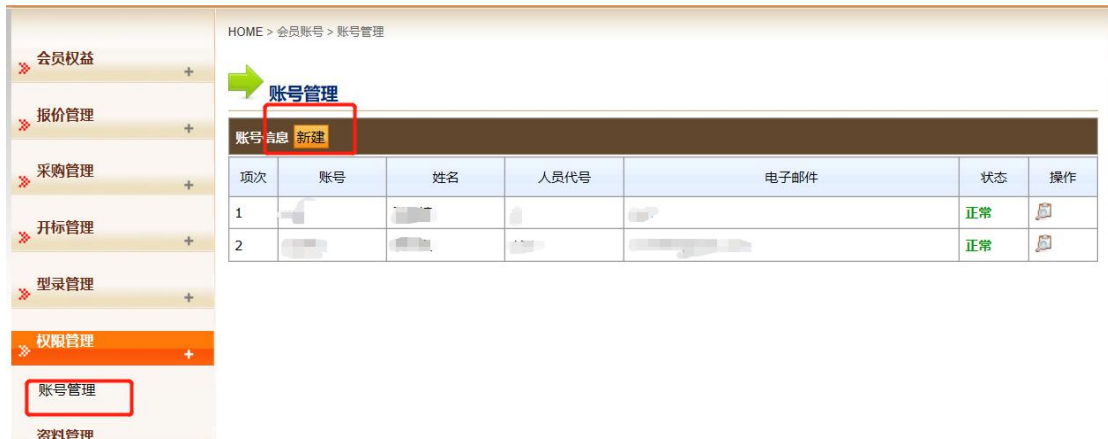 HOME > 会员账号 > 账号管理
会员权益
+
报价管理
+
采购管理
+
开标管理
+
型录管理
+
权限管理
+
账号管理
资料管理
账号管理
账号信息 新建
项次 账号 姓名 人员代号 电子邮件 状态 操作
1 正常
2 正常